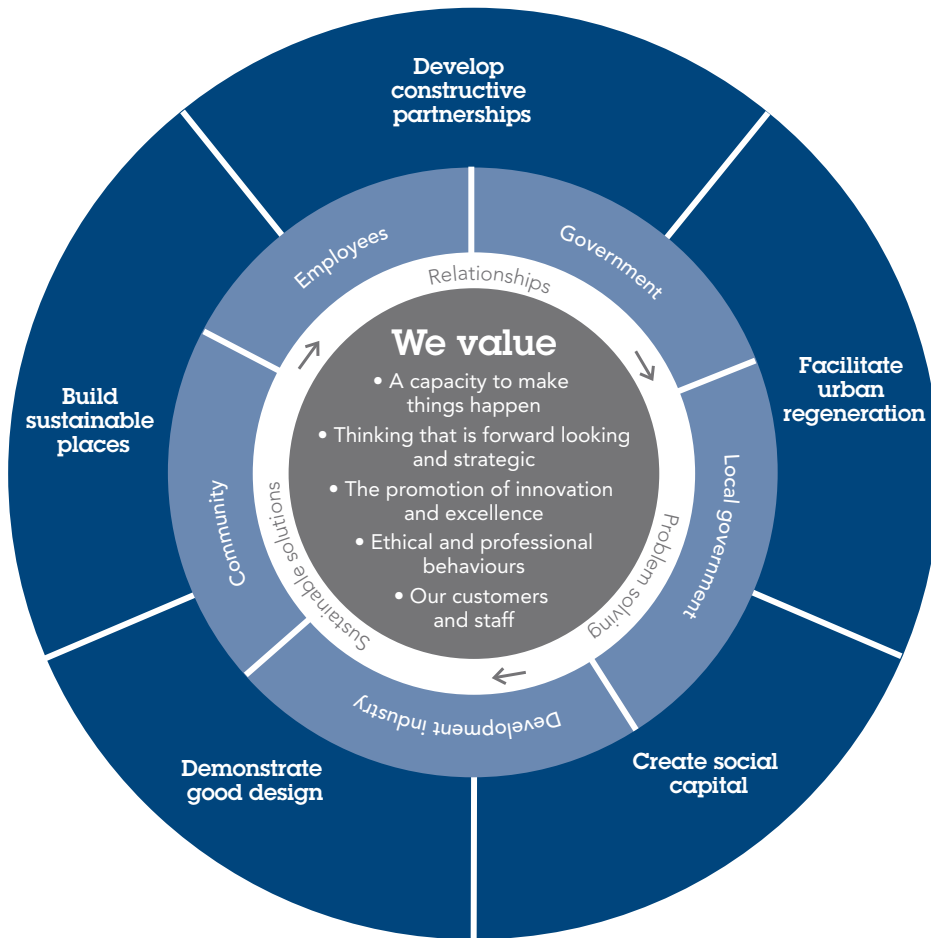 Develop
constructive
partnerships
Facilitate
urban
regeneration
Create social
capital
Demonstrate
good design
Build
sustainable
places
Employees
Government
Local government
Development industry
Community
Relationships
Problem solving
Sustainable solutions
We value
• A capacity to make
things happen
• Thinking that is forward looking
and strategic
• The promotion of innovation
and excellence
• Ethical and professional
behaviours
• Our customers
and staff